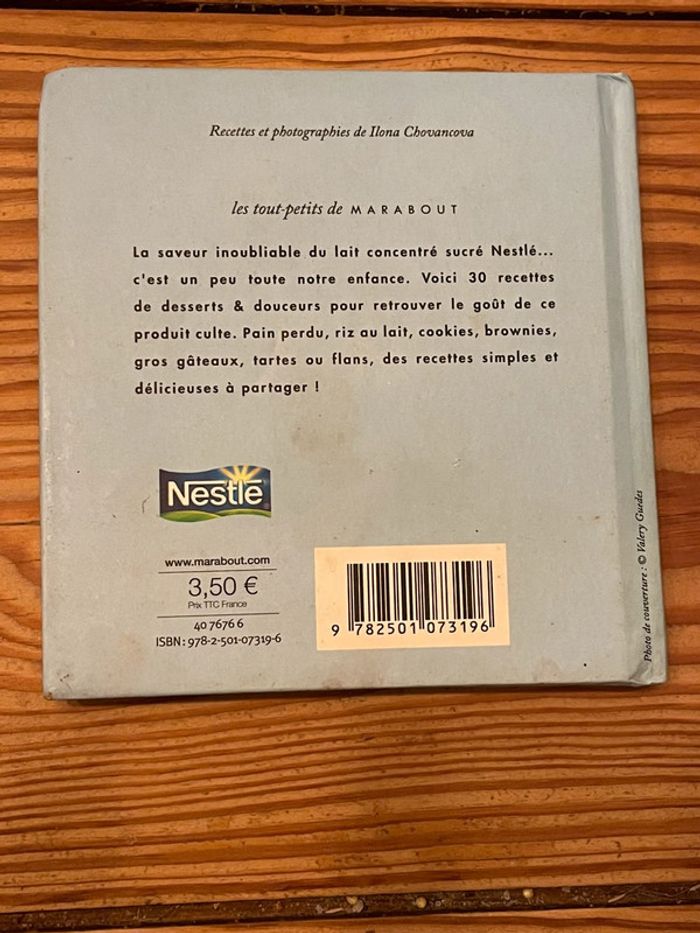 Recettes et photographies de Ilona Chovancova
les tout-petits de MARABOUT
La saveur inoubliable du lait concentré sucré Nestlé...
c'est un peu toute notre enfance. Voici 30 recettes
de desserts & douceurs pour retrouver le goût de ce
produit culte. Pain perdu, riz au lait, cookies, brownies,
gros gâteaux, tartes ou flans, des recettes simples et
délicieuses à partager !
Nestlé
www.marabout.com
3,50 €
Prix TTC France
40 7676 6
ISBN : 978-2-501-07319-6
9 782501 073196
Photo de couverture : © Valery Guedes